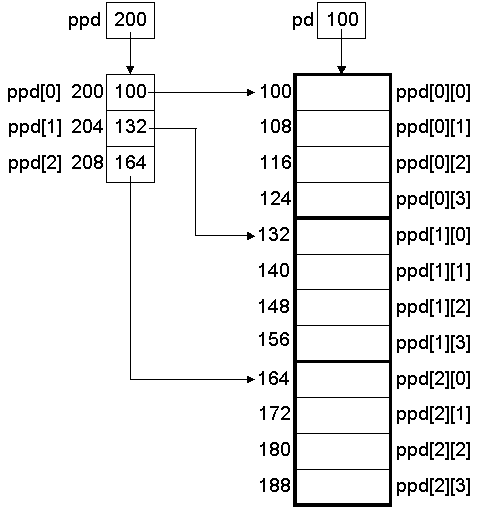 ppd 200 pd 100
ppd[0] 200 100 100 ppd[0][0]
ppd[1] 204 132 108 ppd[0][1]
ppd[2] 208 164 116 ppd[0][2]
124 ppd[0][3]
132 ppd[1][0]
140 ppd[1][1]
148 ppd[1][2]
156 ppd[1][3]
164 ppd[2][0]
172 ppd[2][1]
180 ppd[2][2]
188 ppd[2][3]